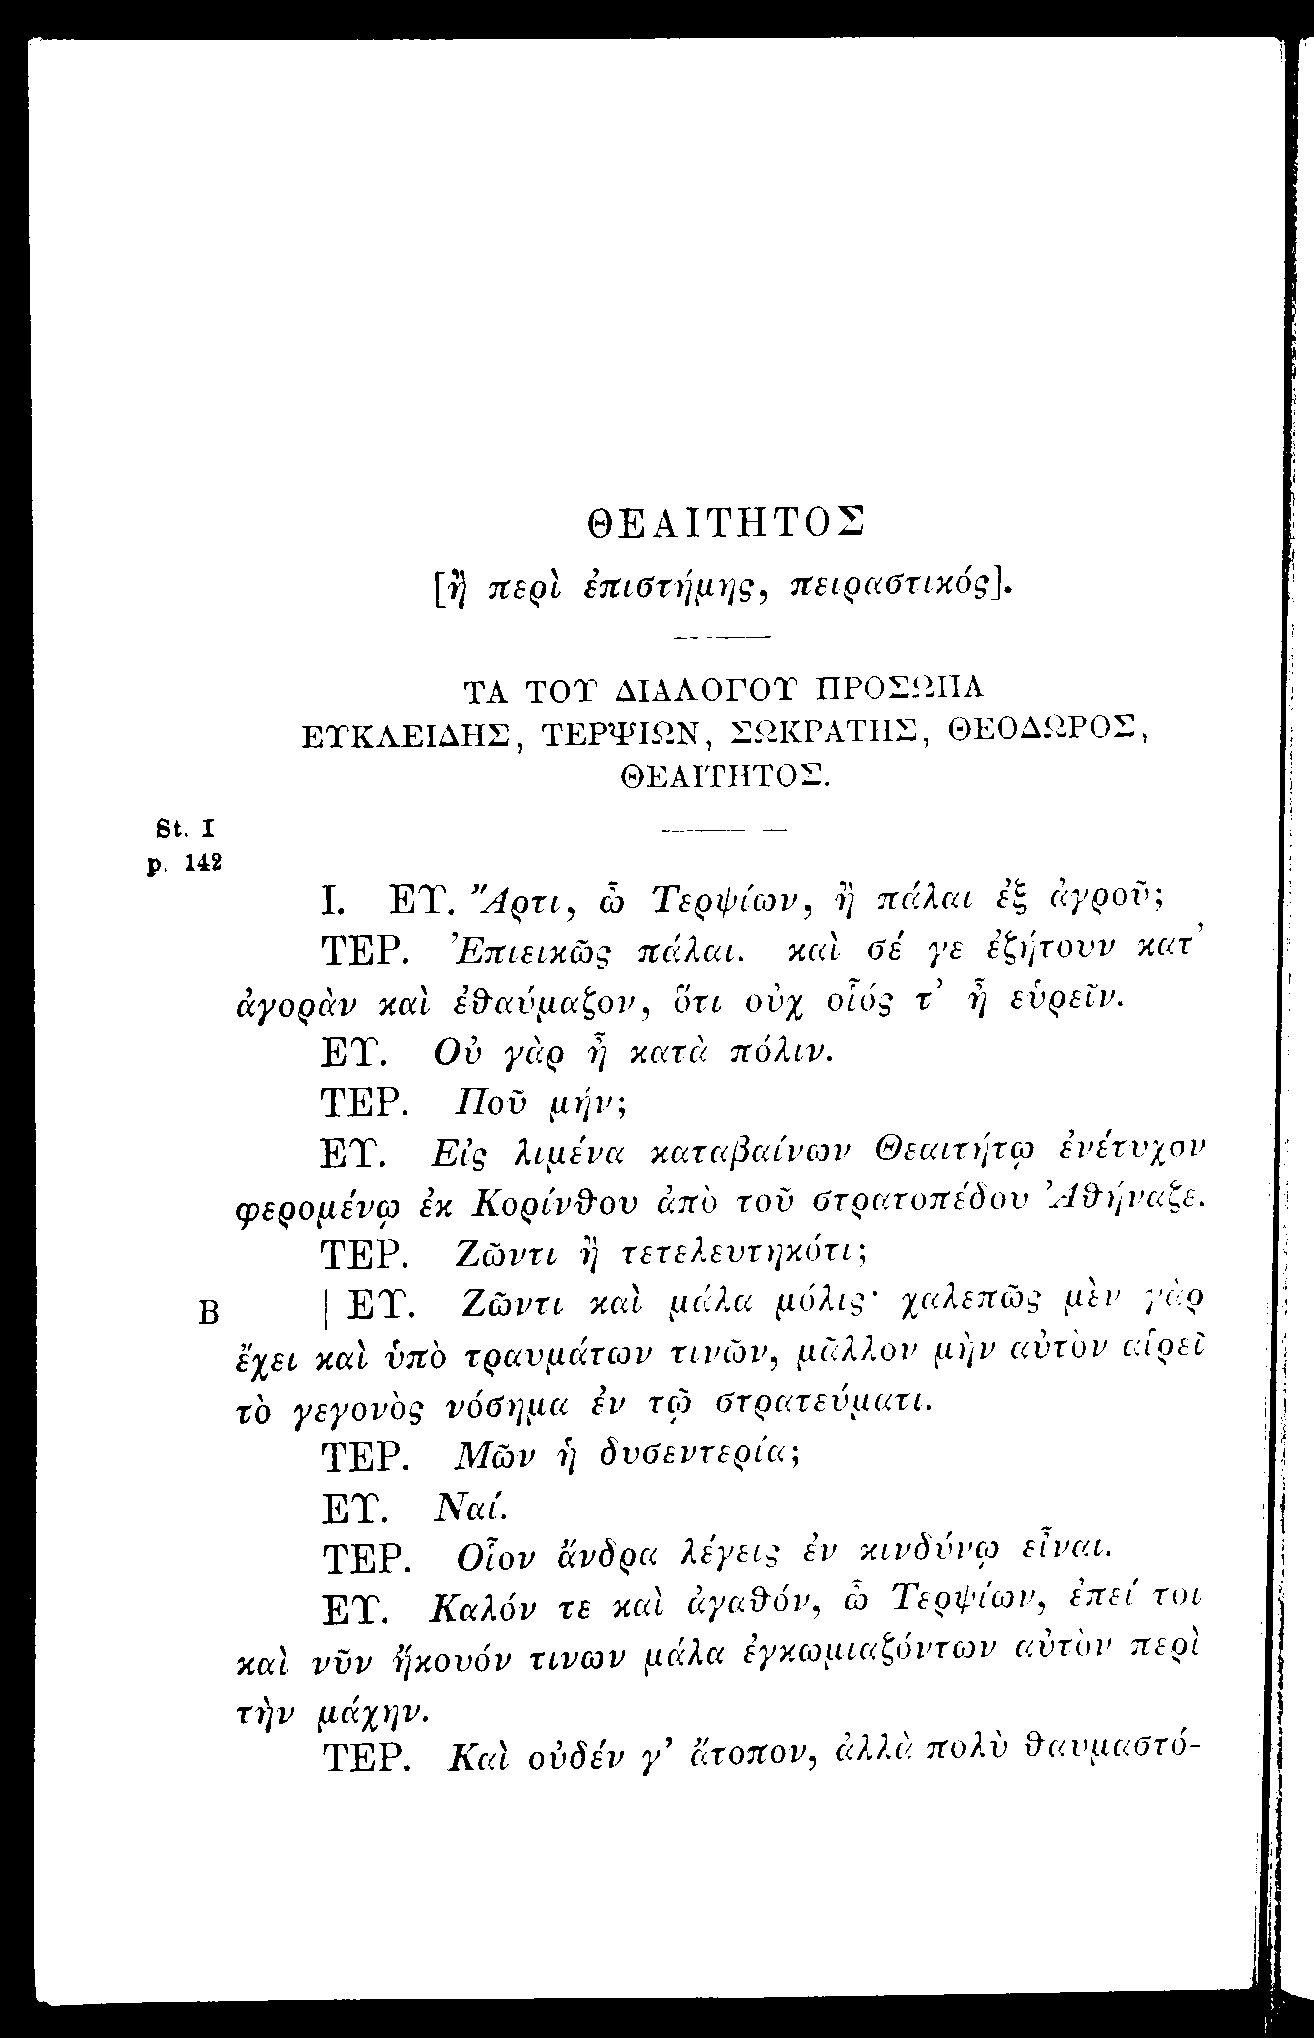 ΘΕΑΙΤΗΤΟΣ
[ἢ περὶ ἐπιστήμης, πειραστικός].
ΤΑ ΤΟΥ ΔΙΑΛΟΓΟΥ ΠΡΟΣΩΠΑ
ΕΥΚΛΕΙΔΗΣ, ΤΕΡΨΙΩΝ, ΣΩΚΡΑΤΗΣ, ΘΕΟΔΩΡΟΣ,
ΘΕΑΙΤΗΤΟΣ.
St. I
p. 142
I. ΕΥ. Ἄρτι, ὦ Τερψίων, ἢ πάλαι ἐξ ἀγροῦ;
ΤΕΡ. Ἐπιεικῶς πάλαι. καὶ σέ γε ἐζήτουν κατ’
ἀγορὰν καὶ ἐθαύμαζον, ὅτι οὐχ οἷός τ’ ἦ εὑρεῖν.
ΕΥ. Οὐ γὰρ ἦ κατὰ πόλιν.
ΤΕΡ. Ποῦ μήν;
ΕΥ. Εἰς λιμένα καταβαίνων Θεαιτήτῳ ἐνέτυχον
φερομένῳ ἐκ Κορίνθου ἀπὸ τοῦ στρατοπέδου Ἀθήναζε.
ΤΕΡ. Ζῶντι ἢ τετελευτηκότι;
B | ΕΥ. Ζῶντι καὶ μάλα μόλις· χαλεπῶς μὲν γὰρ
ἔχει καὶ ὑπὸ τραυμάτων τινῶν, μᾶλλον μὴν αὐτὸν αἱρεῖ
τὸ γεγονὸς νόσημα ἐν τῷ στρατεύματι.
ΤΕΡ. Μῶν ἡ δυσεντερία;
ΕΥ. Ναί.
ΤΕΡ. Οἷον ἄνδρα λέγεις ἐν κινδύνῳ εἶναι.
ΕΥ. Καλόν τε καὶ ἀγαθόν, ὦ Τερψίων, ἐπεί τοι
καὶ νῦν ἤκουόν τινων μάλα ἐγκωμιαζόντων αὐτὸν περὶ
τὴν μάχην.
ΤΕΡ. Καὶ οὐδέν γ’ ἄτοπον, ἀλλὰ πολὺ θαυμαστό-